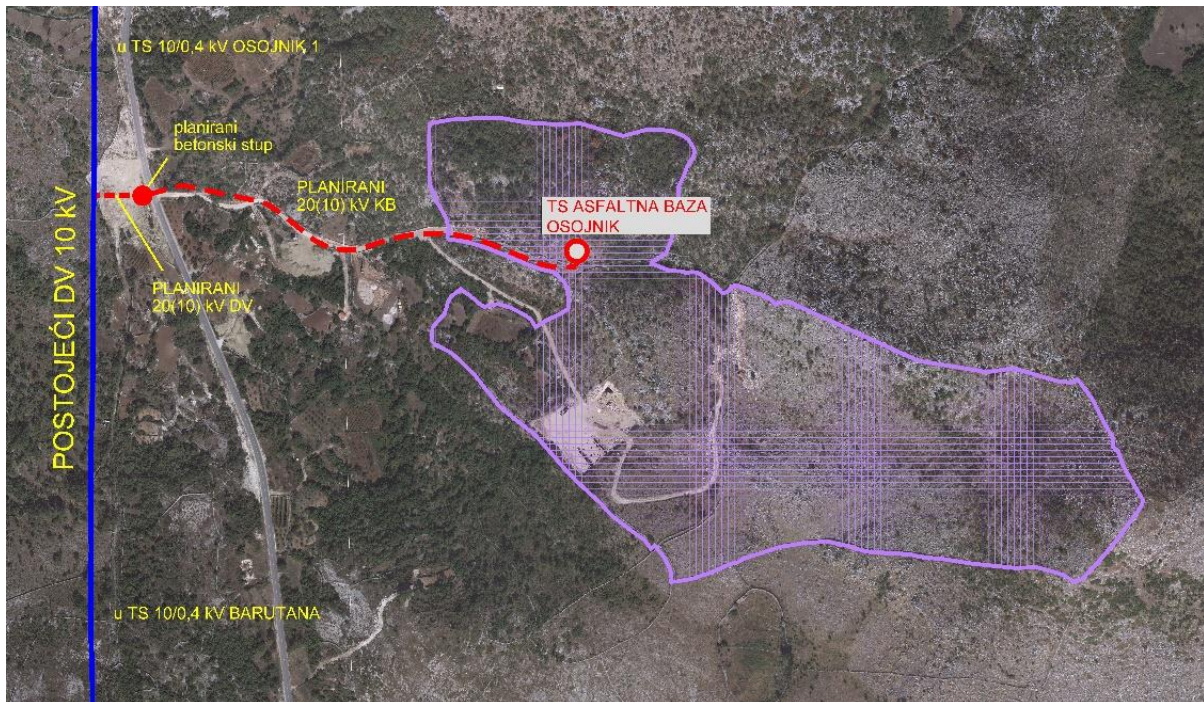 u TS 10/0,4 kV OSOJNIK 1
planirani
betonski stup
PLANIRANI
20(10) kV KB
TS ASFALTNA BAZA
OSOJNIK
PLANIRANI
20(10) kV DV
POSTOJEĆI DV 10 kV
u TS 10/0,4 kV BARUTANA